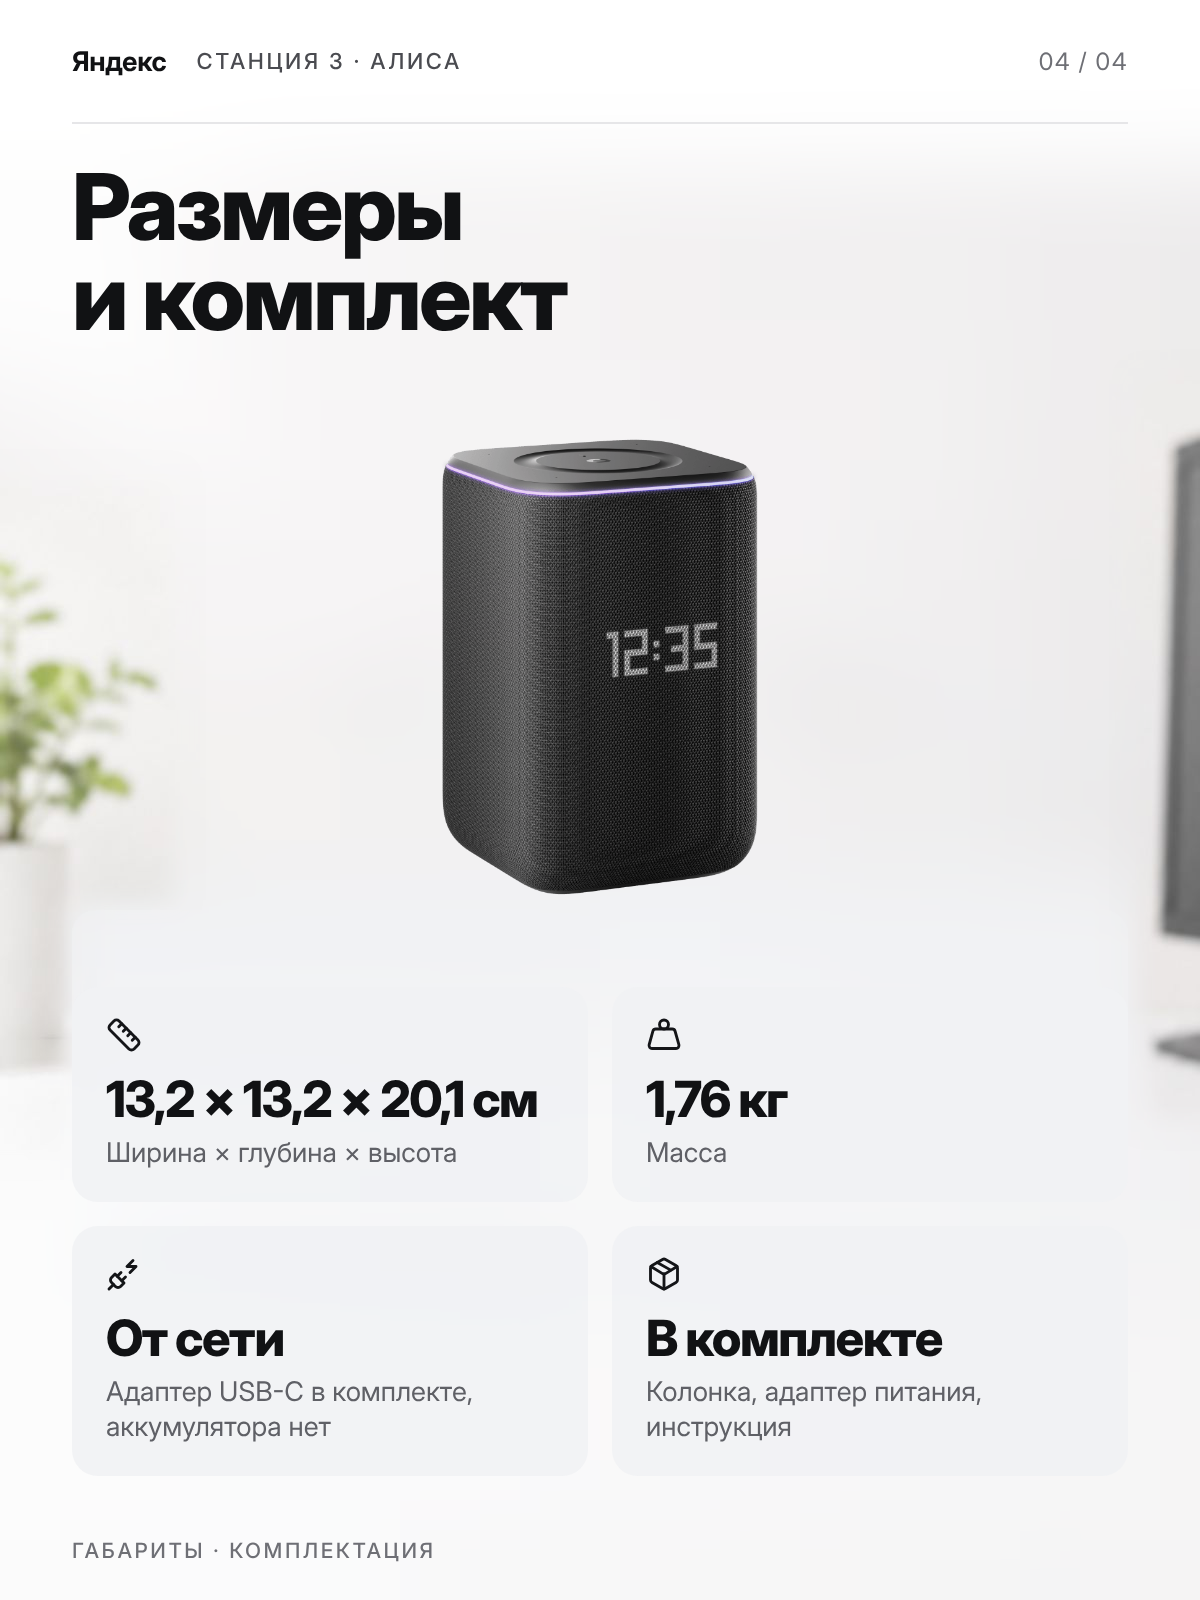 Яндекс СТАНЦИЯ 3 · АЛИСА 04 / 04
Размеры
и комплект
12:35
13,2 × 13,2 × 20,1 см
Ширина × глубина × высота
1,76 кг
Масса
От сети
Адаптер USB-C в комплекте,
аккумулятора нет
В комплекте
Колонка, адаптер питания,
инструкция
ГАБАРИТЫ · КОМПЛЕКТАЦИЯ